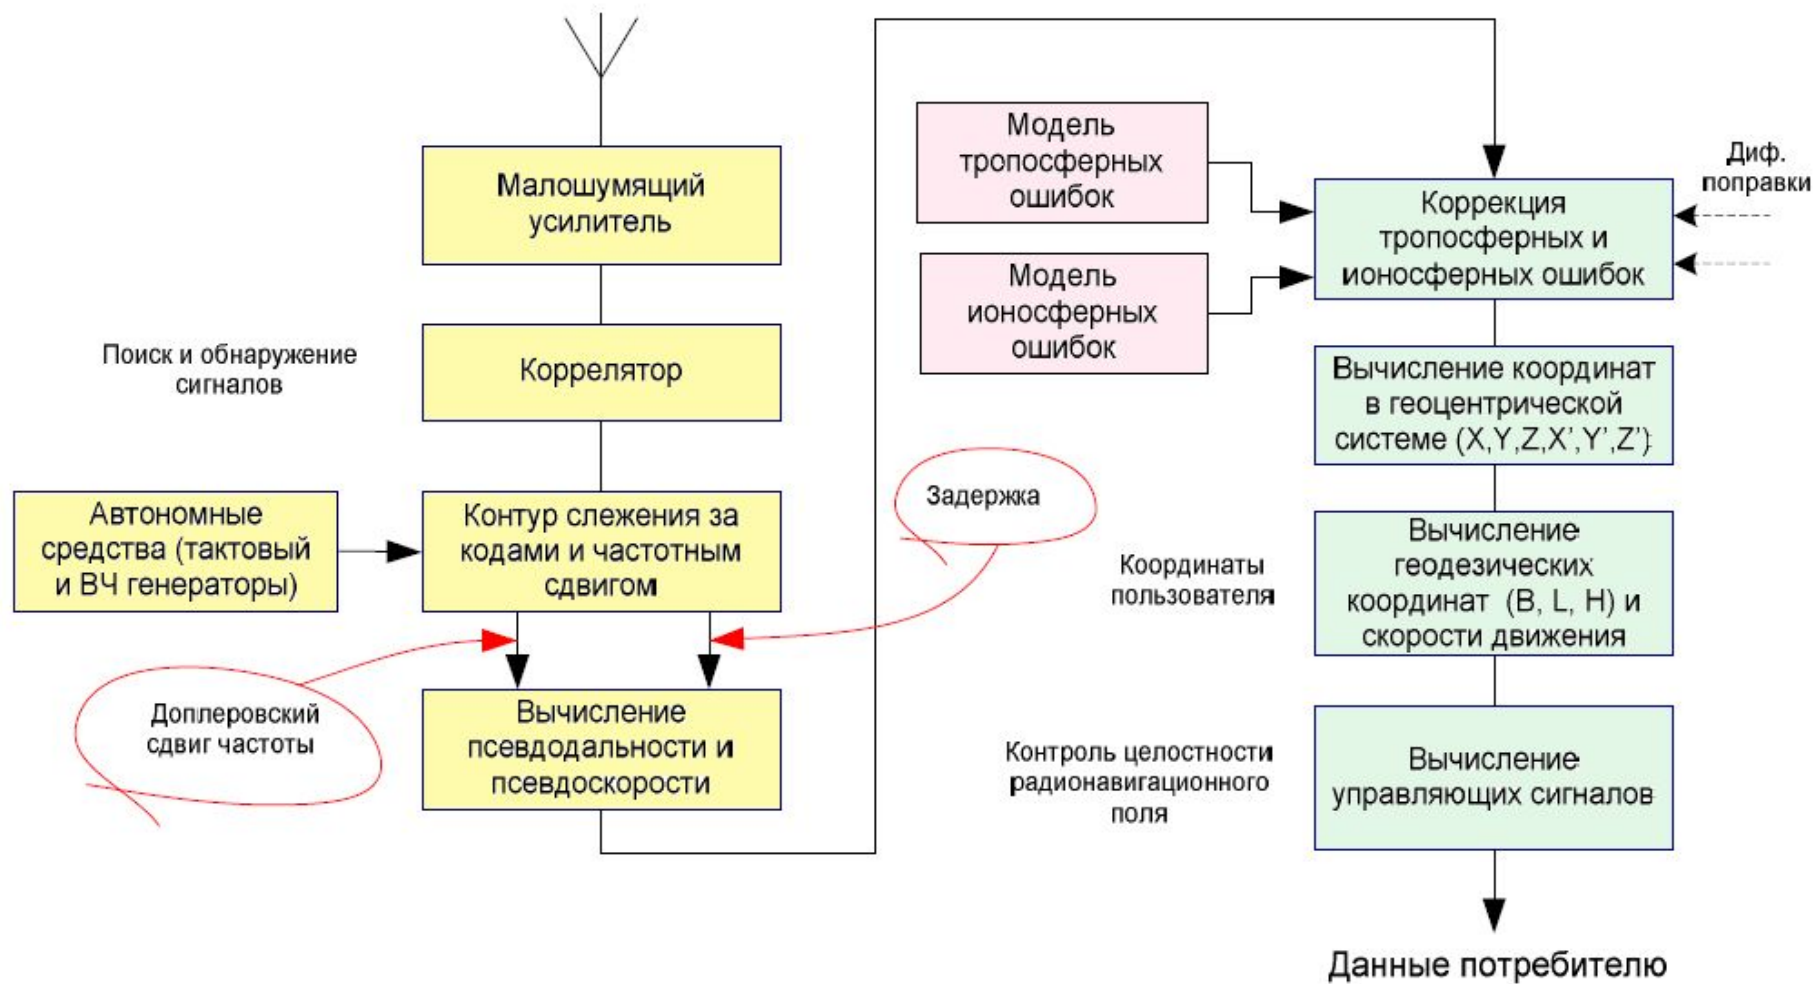 Малошумящий
усилитель
Поиск и обнаружение
сигналов
Коррелятор
Автономные
средства (тактовый
и ВЧ генераторы)
Контур слежения за
кодами и частотным
сдвигом
Задержка
Доплеровский
сдвиг частоты
Вычисление
псевдодальности и
псевдоскорости
Модель
тропосферных
ошибок
Модель
ионосферных
ошибок
Диф.
поправки
Коррекция
тропосферных и
ионосферных ошибок
Вычисление координат
в геоцентрической
системе (X,Y,Z,X’,Y’,Z’)
Координаты
пользователя
Вычисление
геодезических
координат (B, L, H) и
скорости движения
Контроль целостности
радионавигационного
поля
Вычисление
управляющих сигналов
Данные потребителю